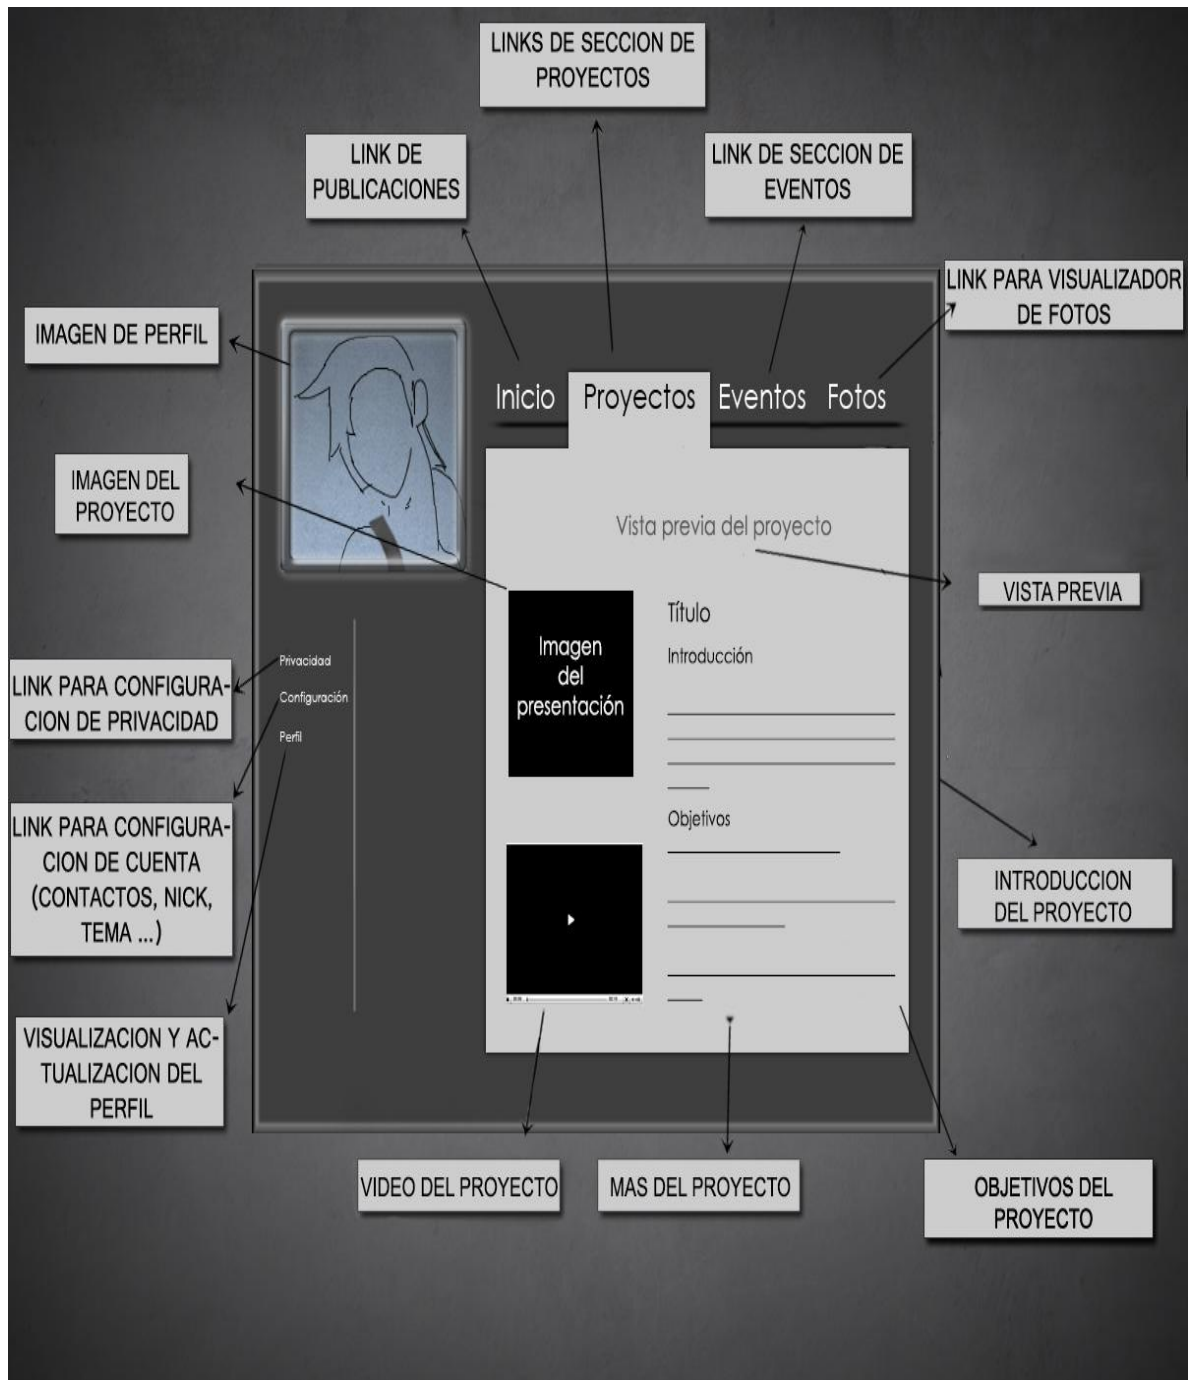 LINKS DE SECCION DE
PROYECTOS
LINK DE
PUBLICACIONES
LINK DE SECCION DE
EVENTOS
LINK PARA VISUALIZADOR
DE FOTOS
IMAGEN DE PERFIL
Inicio Proyectos Eventos Fotos
IMAGEN DEL
PROYECTO
Vista previa del proyecto
VISTA PREVIA
Imagen
del
presentación
Título
Introducción
Privacidad
Configuración
Perfil
LINK PARA CONFIGURA-
CION DE PRIVACIDAD
LINK PARA CONFIGURA-
CION DE CUENTA
(CONTACTOS, NICK,
TEMA ...)
Objetivos
INTRODUCCION
DEL PROYECTO
VISUALIZACION Y AC-
TUALIZACION DEL
PERFIL
VIDEO DEL PROYECTO
MAS DEL PROYECTO
OBJETIVOS DEL
PROYECTO